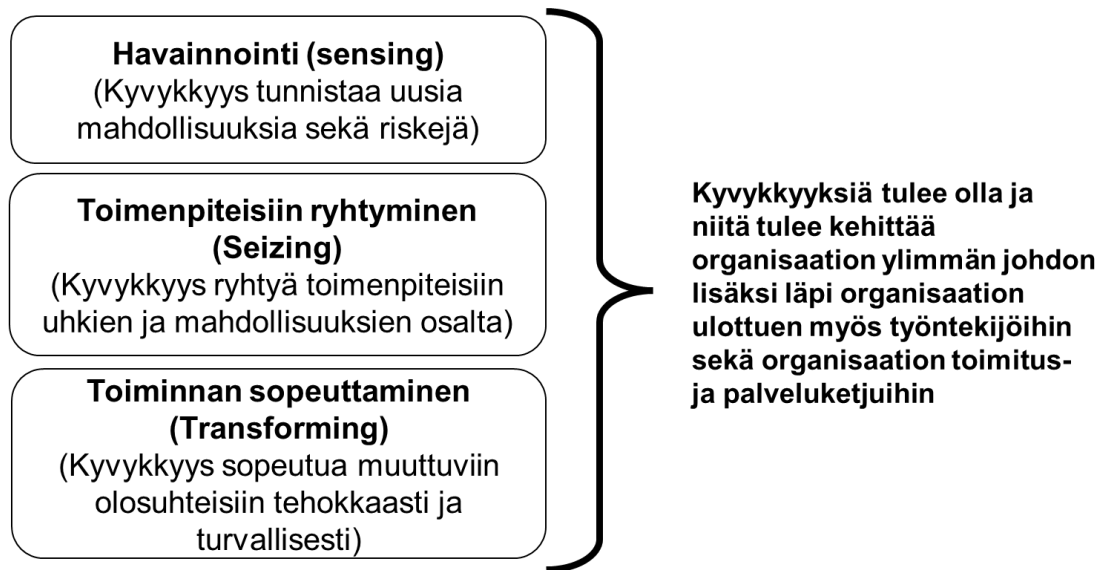 Havainnointi (sensing)
(Kyvykkyys tunnistaa uusia
mahdollisuuksia sekä riskejä)
Toimenpiteisiin ryhtyminen
(Seizing)
(Kyvykkyys ryhtyä toimenpiteisiin
uhkien ja mahdollisuuksien osalta)
Toiminnan sopeuttaminen
(Transforming)
(Kyvykkyys sopeutua muuttuviin
olosuhteisiin tehokkaasti ja
turvallisesti)
Kyvykkyyksiä tulee olla ja
niitä tulee kehittää
organisaation ylimmän johdon
lisäksi läpi organisaation
ulottuen myös työntekijöihin
sekä organisaation toimitus-
ja palveluketjuihin